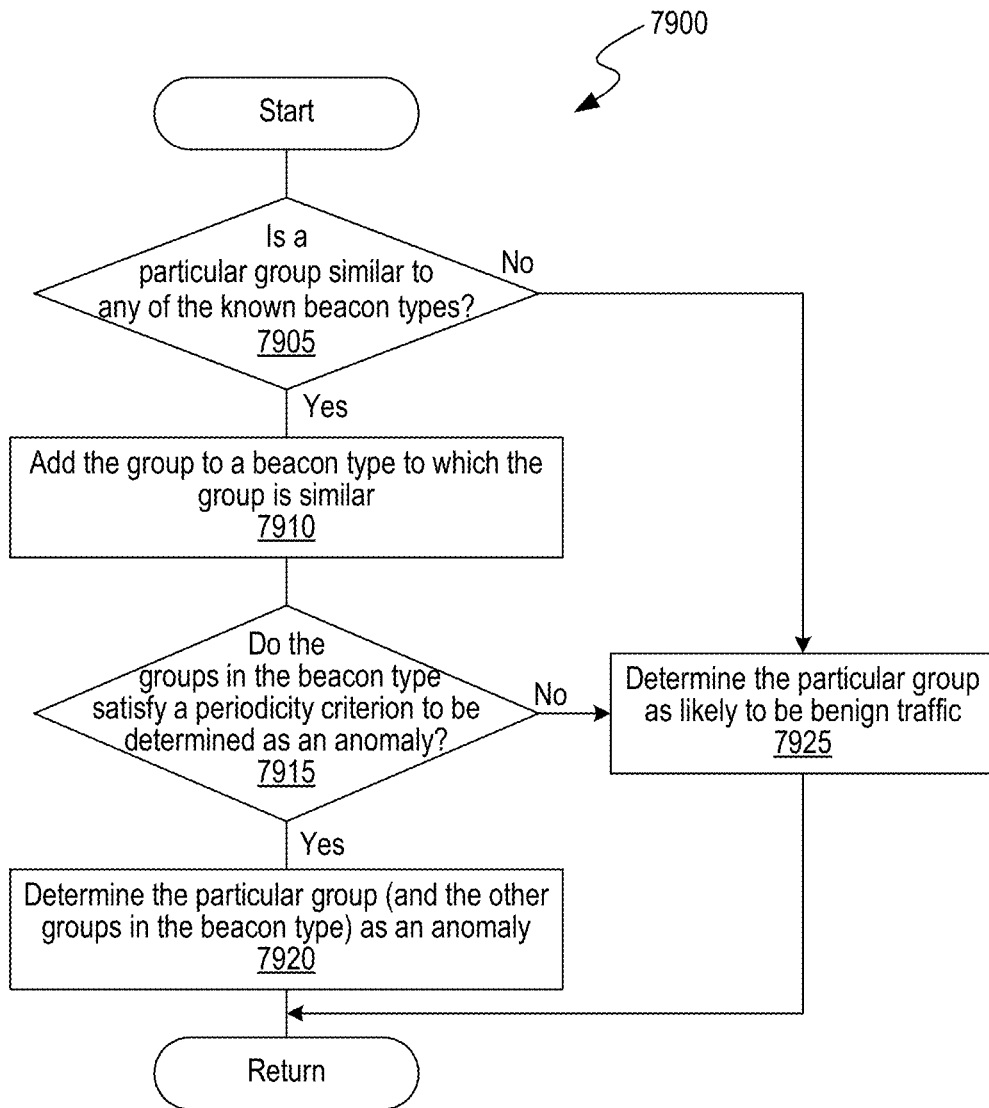 7900
Start
Is a
particular group similar to
any of the known beacon types?
7905
No
Yes
Add the group to a beacon type to which the
group is similar
7910
Do the
groups in the beacon type
satisfy a periodicity criterion to be
determined as an anomaly?
7915
No
Determine the particular group
as likely to be benign traffic
7925
Yes
Determine the particular group (and the other
groups in the beacon type) as an anomaly
7920
Return